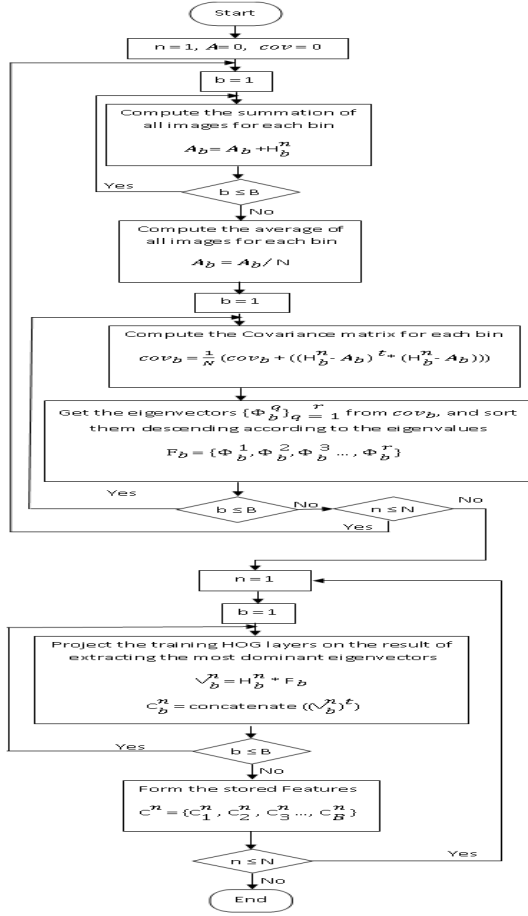 Start
n = 1, A= 0, cov = 0
b = 1
Compute the summation of
all images for each bin
A_b = A_b + H_b^n
Yes
b ≤ B
No
Compute the average of
all images for each bin
A_b = A_b / N
b = 1
Compute the Covariance matrix for each bin
cov_b = 1/N (cov_b + ((H_b^n - A_b)^t * (H_b^n - A_b)))
Get the eigenvectors {Φ_b^q}_{q=1}^r from cov_b, and sort
them descending according to the eigenvalues
F_b = {Φ_b^1, Φ_b^2, Φ_b^3 ..., Φ_b^r}
Yes
b ≤ B
No
n ≤ N
No
Yes
n = 1
b = 1
Project the training HOG layers on the result of
extracting the most dominant eigenvectors
V_b^n = H_b^n * F_b
C_b^n = concatenate ((V_b^n)^t)
Yes
b ≤ B
No
Form the stored Features
C^n = {C_1^n, C_2^n, C_3^n ..., C_B^n}
n ≤ N
Yes
No
End